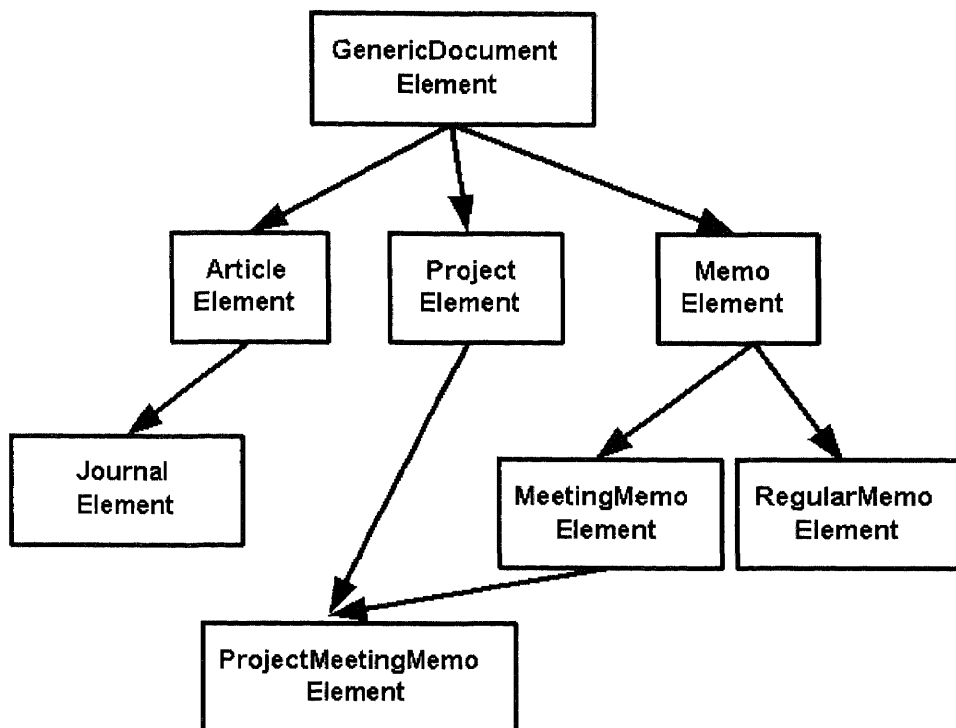 GenericDocument
Element
Article
Element
Project
Element
Memo
Element
Journal
Element
MeetingMemo
Element
RegularMemo
Element
ProjectMeetingMemo
Element